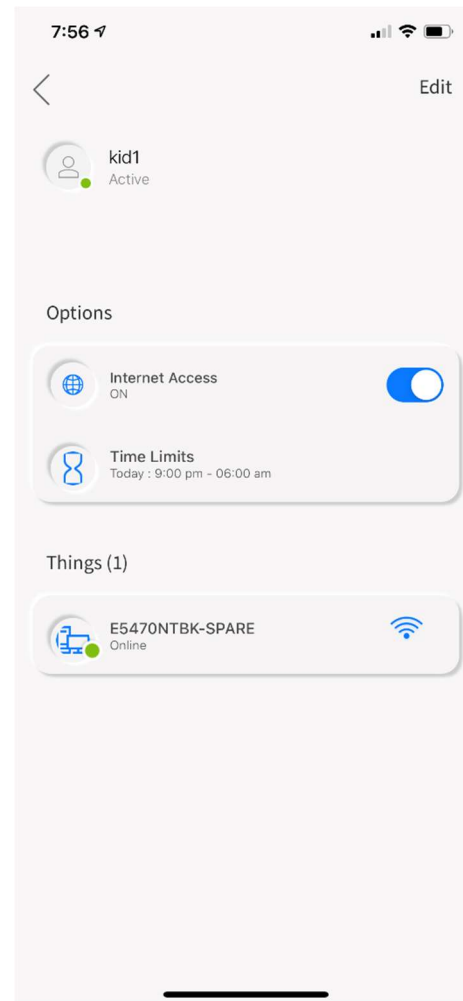 7:56
Edit
kid1
Active
Options
Internet Access
ON
Time Limits
Today : 9:00 pm - 06:00 am
Things (1)
E5470NTBK-SPARE
Online